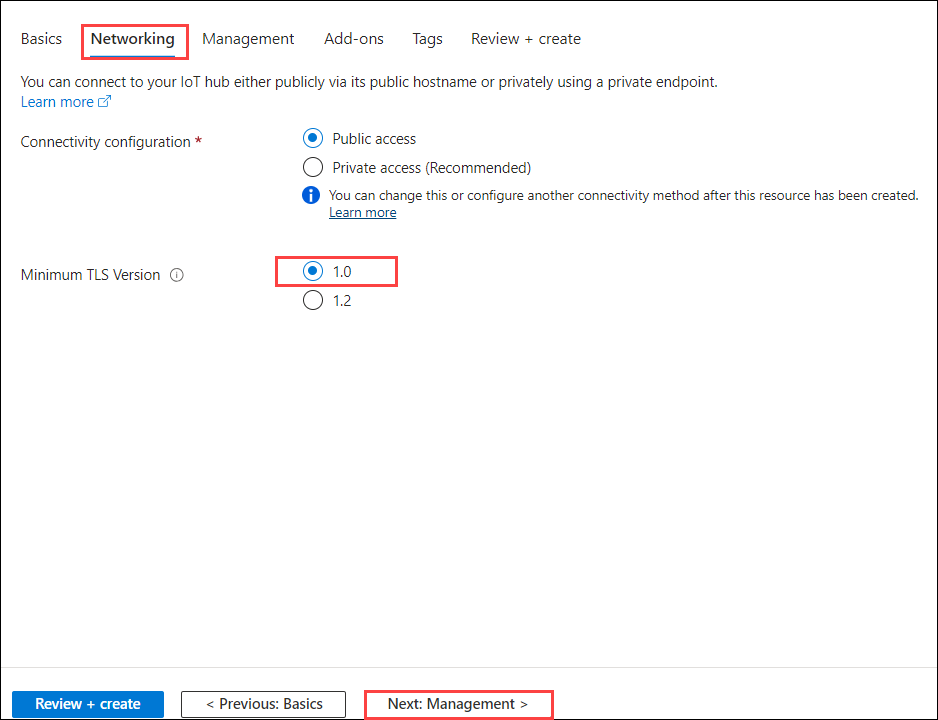 Basics Networking Management Add-ons Tags Review + create
You can connect to your IoT hub either publicly via its public hostname or privately using a private endpoint.
Learn more
Connectivity configuration *
Public access
Private access (Recommended)
You can change this or configure another connectivity method after this resource has been created.
Learn more
Minimum TLS Version
1.0
1.2
Review + create < Previous: Basics Next: Management >